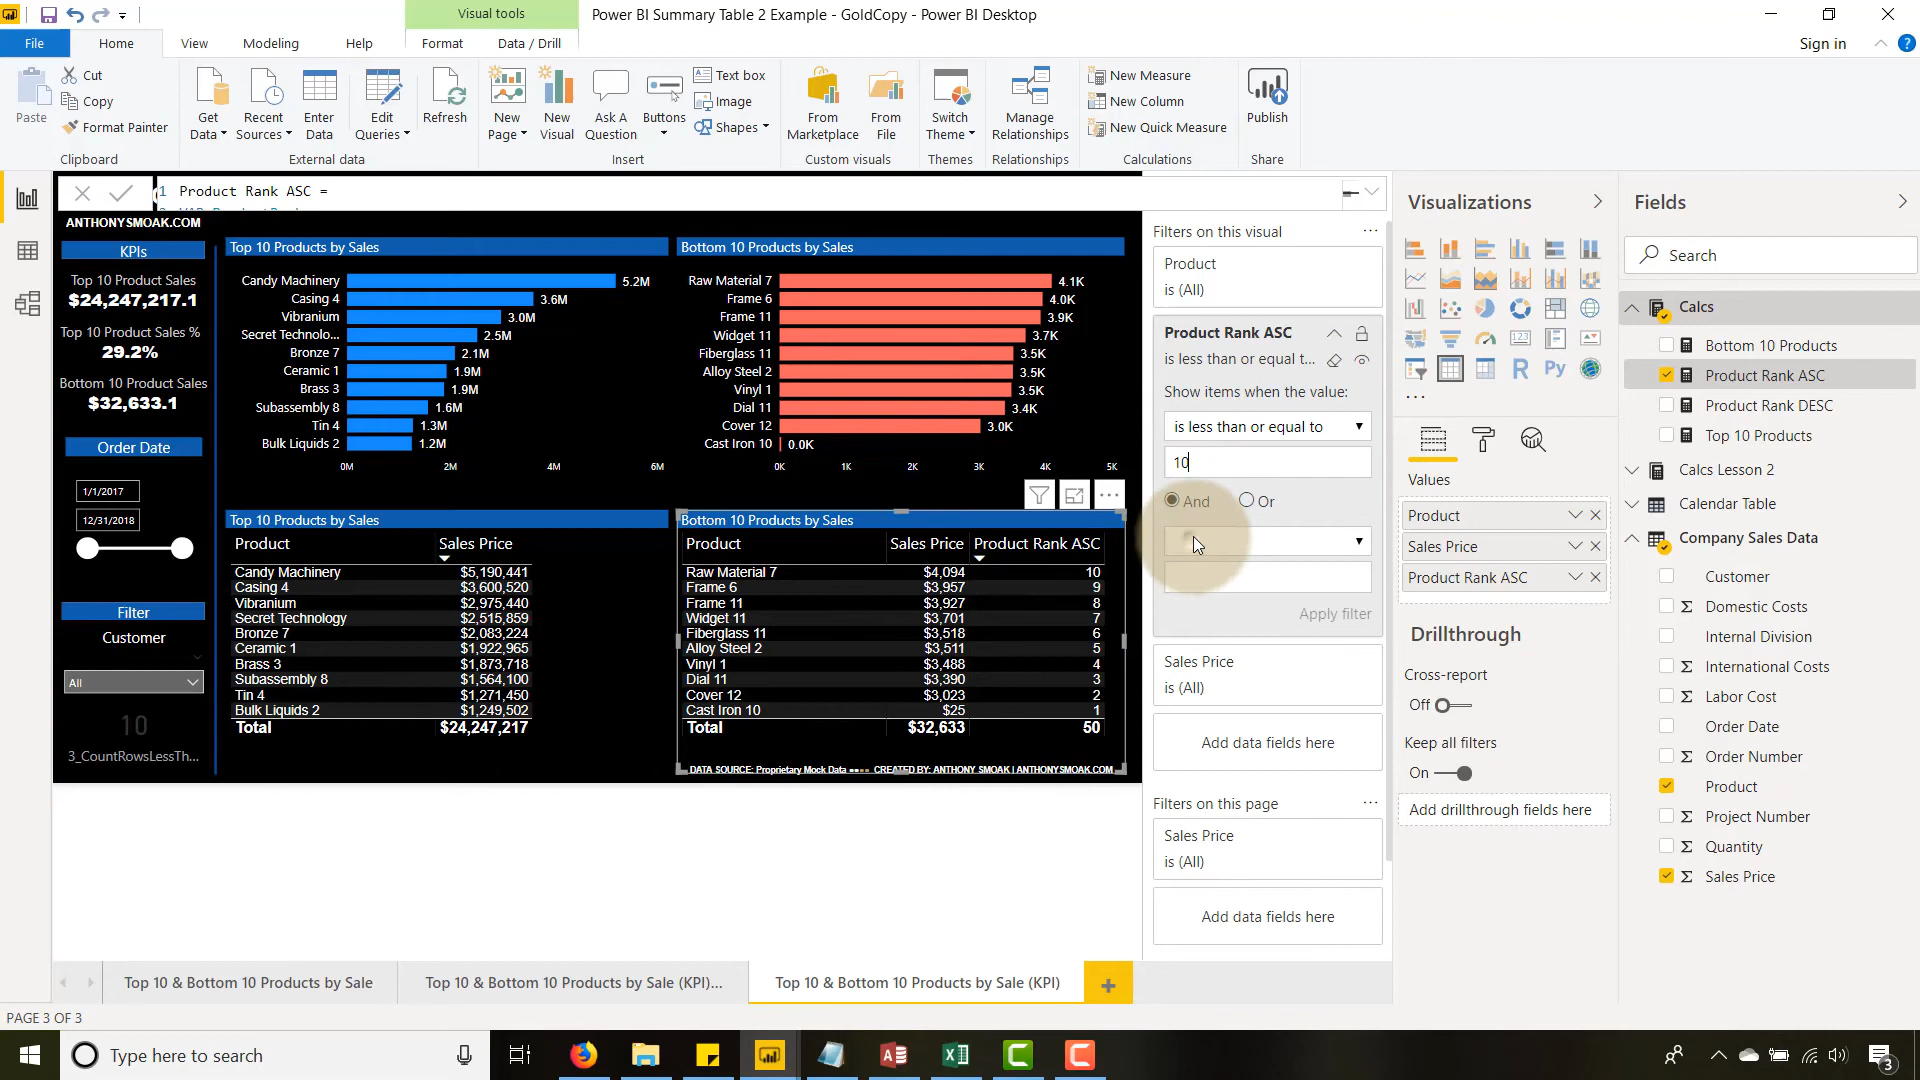 Visual tools
Power BI Summary Table 2 Example - GoldCopy - Power BI Desktop
File
Home
View
Modeling
Help
Format
Data / Drill
Sign in
Paste
Cut
Copy
Format Painter
Clipboard
Get
Data
Recent
Sources
Enter
Data
Edit
Queries
Refresh
External data
New
Page
New
Visual
Ask A
Question
Buttons
Text box
Image
Shapes
Insert
From
Marketplace
From
File
Custom visuals
Switch
Theme
Themes
Manage
Relationships
Relationships
New Measure
New Column
New Quick Measure
Calculations
Publish
Share
1 Product Rank ASC =
ANTHONYSMOAK.COM
KPIs
Top 10 Product Sales
$24,247,217.1
Top 10 Product Sales %
29.2%
Bottom 10 Product Sales
$32,633.1
Order Date
1/1/2017
12/31/2018
Filter
Customer
All
10
3_CountRowsLessTh...
Top 10 Products by Sales
Candy Machinery 5.2M
Casing 4 3.6M
Vibranium 3.0M
Secret Technolo... 2.5M
Bronze 7 2.1M
Ceramic 1 1.9M
Brass 3 1.9M
Subassembly 8 1.6M
Tin 4 1.3M
Bulk Liquids 2 1.2M
0M 2M 4M 6M
Bottom 10 Products by Sales
Raw Material 7 4.1K
Frame 6 4.0K
Frame 11 3.9K
Widget 11 3.7K
Fiberglass 11 3.5K
Alloy Steel 2 3.5K
Vinyl 1 3.5K
Dial 11 3.4K
Cover 12 3.0K
Cast Iron 10 0.0K
0K 1K 2K 3K 4K 5K
Top 10 Products by Sales
Product Sales Price
Candy Machinery $5,190,441
Casing 4 $3,600,520
Vibranium $2,975,440
Secret Technology $2,515,859
Bronze 7 $2,083,224
Ceramic 1 $1,922,965
Brass 3 $1,873,718
Subassembly 8 $1,564,100
Tin 4 $1,271,450
Bulk Liquids 2 $1,249,502
Total $24,247,217
Bottom 10 Products by Sales
Product Sales Price Product Rank ASC
Raw Material 7 $4,094 10
Frame 6 $3,957 9
Frame 11 $3,927 8
Widget 11 $3,701 7
Fiberglass 11 $3,518 6
Alloy Steel 2 $3,511 5
Vinyl 1 $3,488 4
Dial 11 $3,390 3
Cover 12 $3,023 2
Cast Iron 10 $25 1
Total $32,633 50
DATA SOURCE: Proprietary Mock Data CREATED BY: ANTHONY SMOAK | ANTHONYSMOAK.COM
Filters on this visual
Product
is (All)
Product Rank ASC
is less than or equal t...
Show items when the value:
is less than or equal to
10
And
Or
Apply filter
Sales Price
is (All)
Add data fields here
Filters on this page
Sales Price
is (All)
Add data fields here
Visualizations
R
Py
Values
Product
Sales Price
Product Rank ASC
Drillthrough
Cross-report
Off
Keep all filters
On
Add drillthrough fields here
Fields
Search
Calcs
Bottom 10 Products
Product Rank ASC
Product Rank DESC
Top 10 Products
Calcs Lesson 2
Calendar Table
Company Sales Data
Customer
Domestic Costs
Internal Division
International Costs
Labor Cost
Order Date
Order Number
Product
Project Number
Quantity
Sales Price
Top 10 & Bottom 10 Products by Sale
Top 10 & Bottom 10 Products by Sale (KPI)...
Top 10 & Bottom 10 Products by Sale (KPI)
PAGE 3 OF 3
Type here to search
3